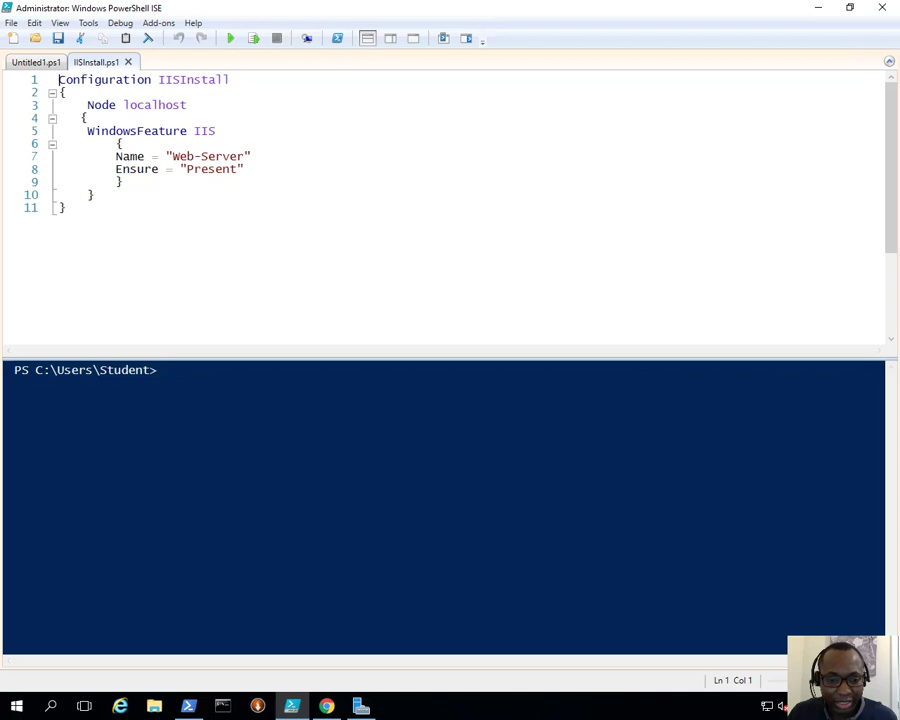 Administrator: Windows PowerShell ISE
File Edit View Tools Debug Add-ons Help
Untitled1.ps1 IISInstall.ps1
1 Configuration IISInstall
2 {
3 Node localhost
4 {
5 WindowsFeature IIS
6 {
7 Name = "Web-Server"
8 Ensure = "Present"
9 }
10 }
11 }
PS C:\Users\Student>
Ln 1 Col 1